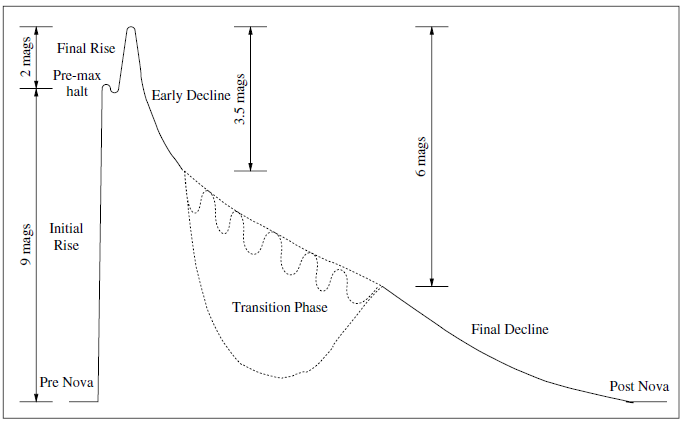 2 mags
Final Rise
Pre-max
halt
Early Decline
3.5 mags
6 mags
9 mags
Initial
Rise
Transition Phase
Final Decline
Pre Nova
Post Nova